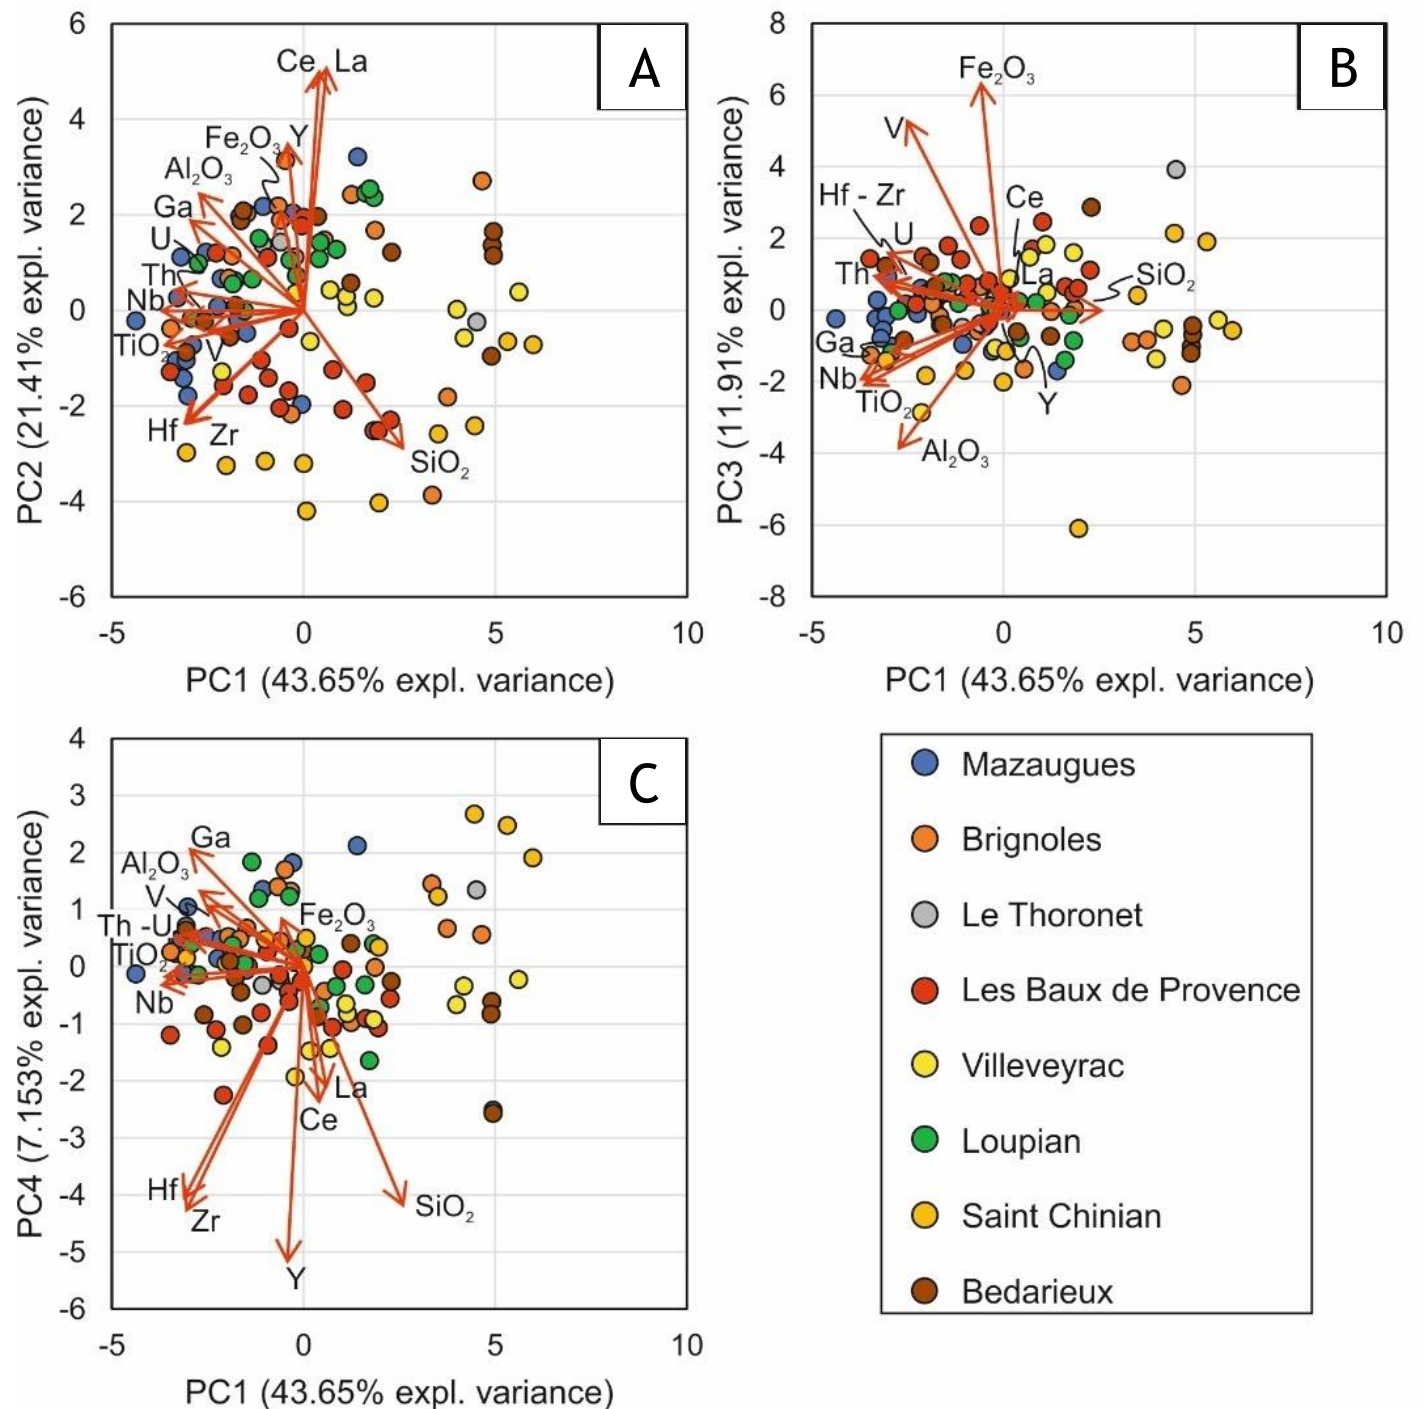 6
4
2
0
-2
-4
-6
-5
0
5
10
PC1 (43.65% expl. variance)
PC2 (21.41% expl. variance)
A
Ce
La
Fe₂O₃
Y
Al₂O₃
Ga
U
Th
Nb
TiO₂
V
Hf
Zr
SiO₂
8
6
4
2
0
-2
-4
-6
-8
-5
0
5
10
PC1 (43.65% expl. variance)
PC3 (11.91% expl. variance)
B
Fe₂O₃
V
Hf - Zr
Ce
U
Th
La
SiO₂
Ga
Nb
TiO₂
Y
Al₂O₃
4
3
2
1
0
-1
-2
-3
-4
-5
-6
-5
0
5
10
PC1 (43.65% expl. variance)
PC4 (7.153% expl. variance)
C
Ga
Al₂O₃
V
Fe₂O₃
Th -U
TiO₂
Nb
La
Ce
Hf
Zr
SiO₂
Y
Mazaugues
Brignoles
Le Thoronet
Les Baux de Provence
Villeveyrac
Loupian
Saint Chinian
Bedarieux